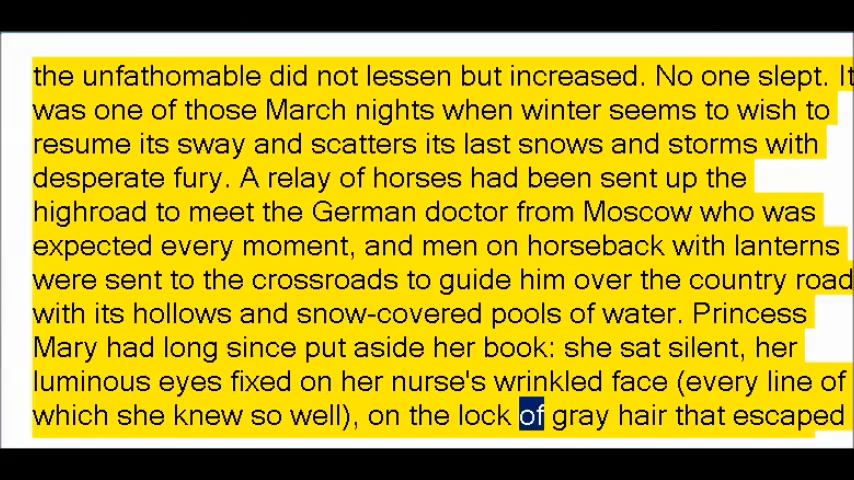 the unfathomable did not lessen but increased. No one slept. It
was one of those March nights when winter seems to wish to
resume its sway and scatters its last snows and storms with
desperate fury. A relay of horses had been sent up the
highroad to meet the German doctor from Moscow who was
expected every moment, and men on horseback with lanterns
were sent to the crossroads to guide him over the country road
with its hollows and snow-covered pools of water. Princess
Mary had long since put aside her book: she sat silent, her
luminous eyes fixed on her nurse's wrinkled face (every line of
which she knew so well), on the lock of gray hair that escaped